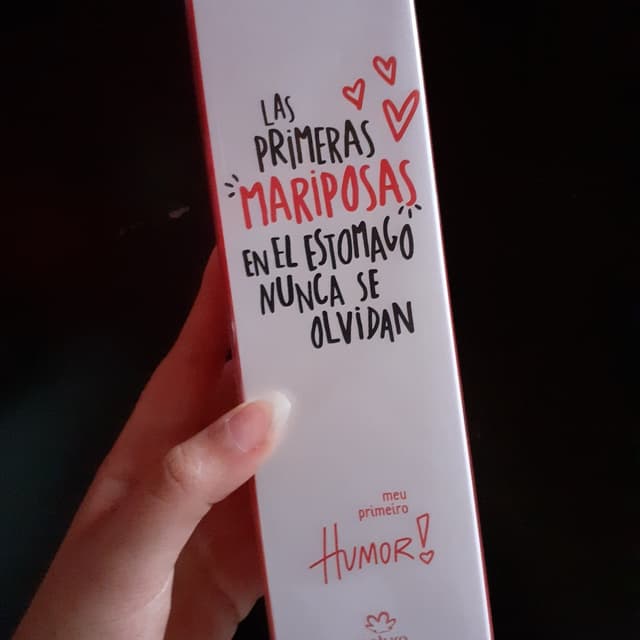 LAS
PRIMERAS
MARIPOSAS
EN EL ESTOMAGO
NUNCA SE
OLVIDAN
meu
primeiro
HUMOR!